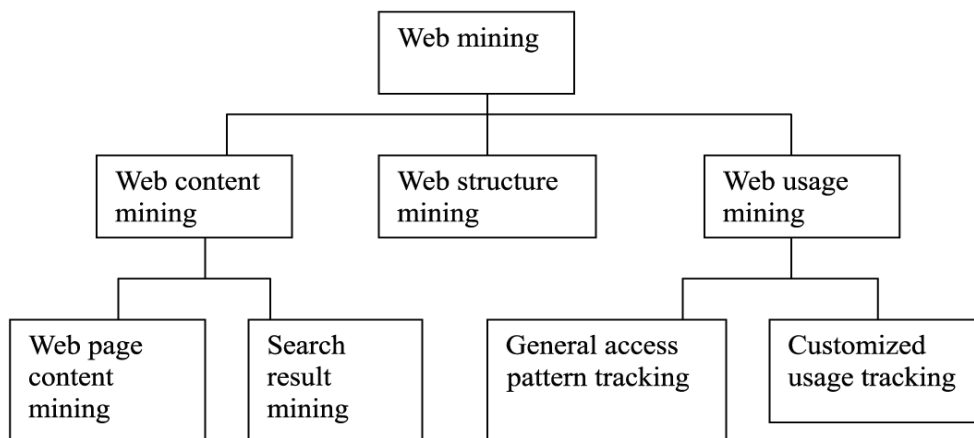 Web mining
Web content
mining
Web structure
mining
Web usage
mining
Web page
content
mining
Search
result
mining
General access
pattern tracking
Customized
usage tracking